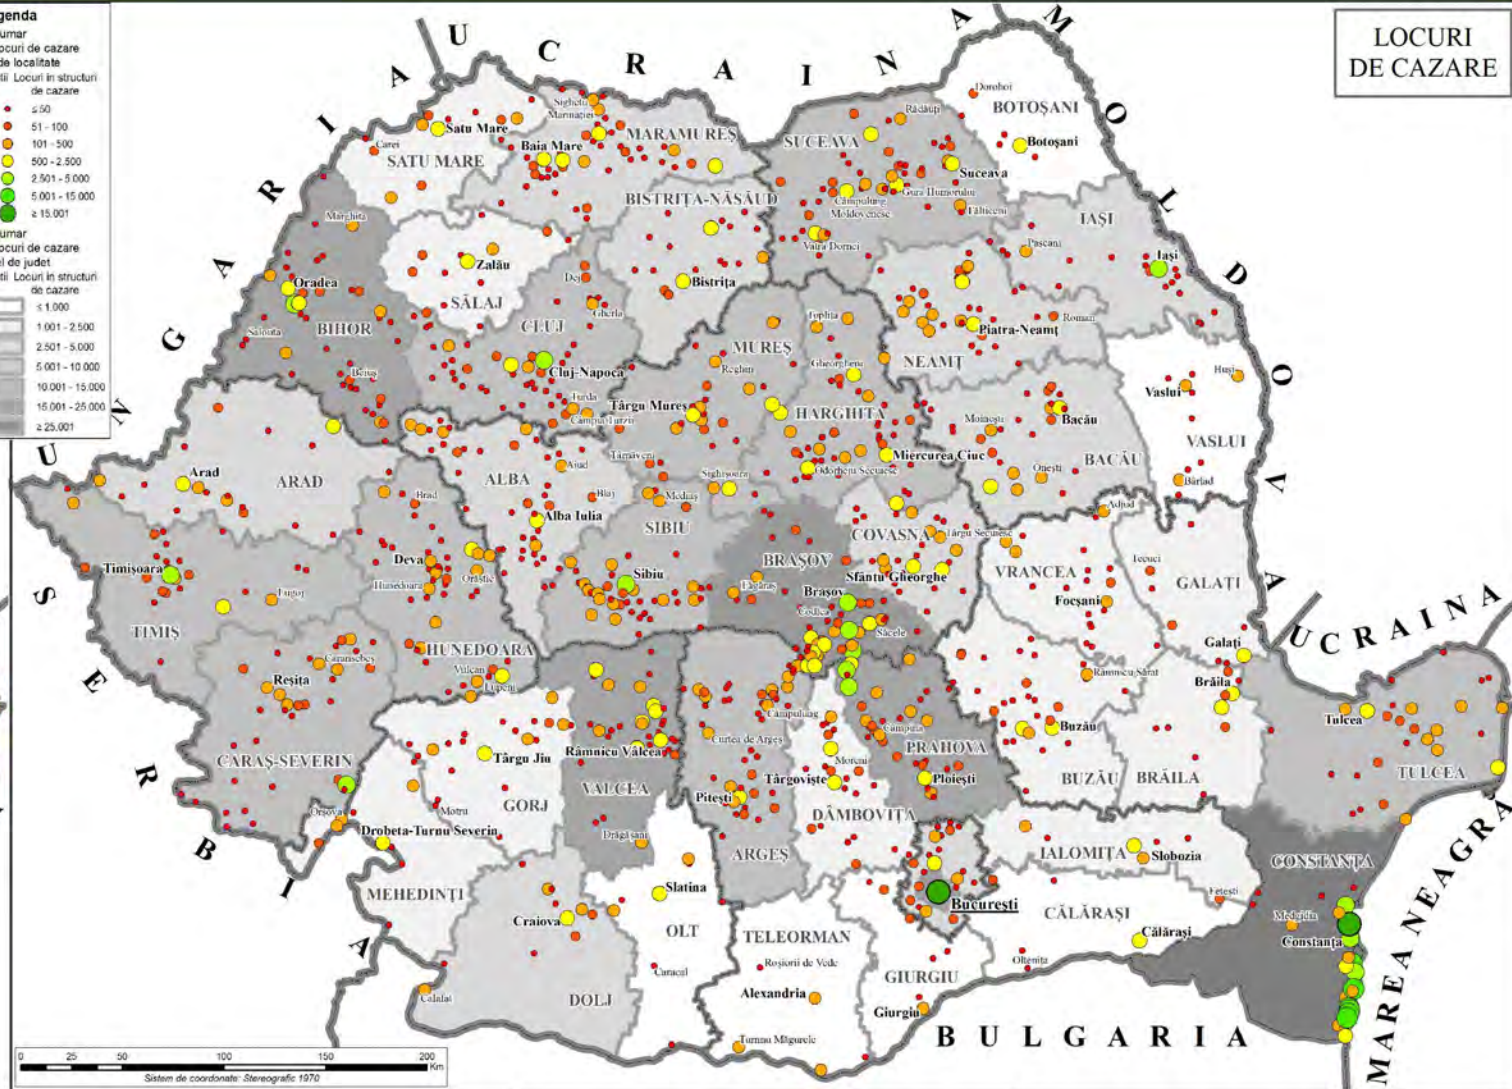 LOCURI
DE CAZARE
genda
umar
ocuri de cazare
de localitate
tii Locuri in structuri
de cazare
≤ 50
51 - 100
101 - 500
500 - 2.500
2.501 - 5.000
5.001 - 15 000
≥ 15.001
umar
ocuri de cazare
el de judet
tii Locuri in structuri
de cazare
≤ 1.000
1 001 - 2.500
2 501 - 5.000
5 001 - 10 000
10 001 - 15.000
15 001 - 25.000
≥ 25.001
UCRAINA
MOLDOVA
UNGARIA
SERBIA
BULGARIA
UCRAINA
MAREA NEAGRĂ
Dorohoi
BOTOȘANI
Botoșani
Sighetu
Marmației
Rădăuți
Satu Mare
Carei
SATU MARE
Baia Mare
MARAMUREȘ
SUCEAVA
Suceava
Gura Humorului
Câmpulung
Moldovenesc
Fălticeni
Vatra Dornei
BISTRIȚA-NĂSĂUD
Bistrița
IAȘI
Pașcani
Iași
Marghita
Oradea
BIHOR
Salonta
Beiuș
Zalău
SĂLAJ
Dej
Gherla
CLUJ
Cluj-Napoca
Turda
Câmpia Turzii
Toplița
MUREȘ
Reghin
Gheorgheni
Târgu Mureș
HARGHITA
Miercurea Ciuc
Odorheiu Secuiesc
Târnăveni
Sighișoara
Piatra-Neamț
Roman
NEAMȚ
Vaslui
Huși
VASLUI
Bârlad
Moinești
Bacău
Onești
BACĂU
Adjud
Arad
ARAD
Brad
ALBA
Aiud
Blaj
Alba Iulia
Mediaș
SIBIU
Sibiu
COVASNA
Târgu Secuiesc
Sfântu Gheorghe
BRAȘOV
Făgăraș
Brașov
Codlea
Săcele
VRANCEA
Focșani
Tecuci
GALAȚI
Galați
Timișoara
Lugoj
TIMIȘ
Deva
Hunedoara
Orăștie
HUNEDOARA
Vulcan
Lupeni
Caransebeș
Reșița
CARAȘ-SEVERIN
Râmnicu Sărat
Brăila
Buzău
BUZĂU
BRĂILA
Tulcea
TULCEA
Câmpulung
Curtea de Argeș
Câmpina
PRAHOVA
Ploiești
Târgu Jiu
Râmnicu Vâlcea
VÂLCEA
Moreni
Târgoviște
Pitești
DÂMBOVIȚA
GORJ
Motru
Orșova
Drobeta-Turnu Severin
Drăgășani
ARGEȘ
IALOMIȚA
Slobozia
CONSTANȚA
MEHEDINȚI
Slatina
Craiova
București
Fetești
CĂLĂRAȘI
Călărași
Medgidia
Constanța
OLT
TELEORMAN
Roșiorii de Vede
Caracal
Alexandria
GIURGIU
Giurgiu
Oltenița
Calafat
DOLJ
Turnu Măgurele
0 25 50 100 150 200
Km
Sistem de coordonate: Stereografic 1970